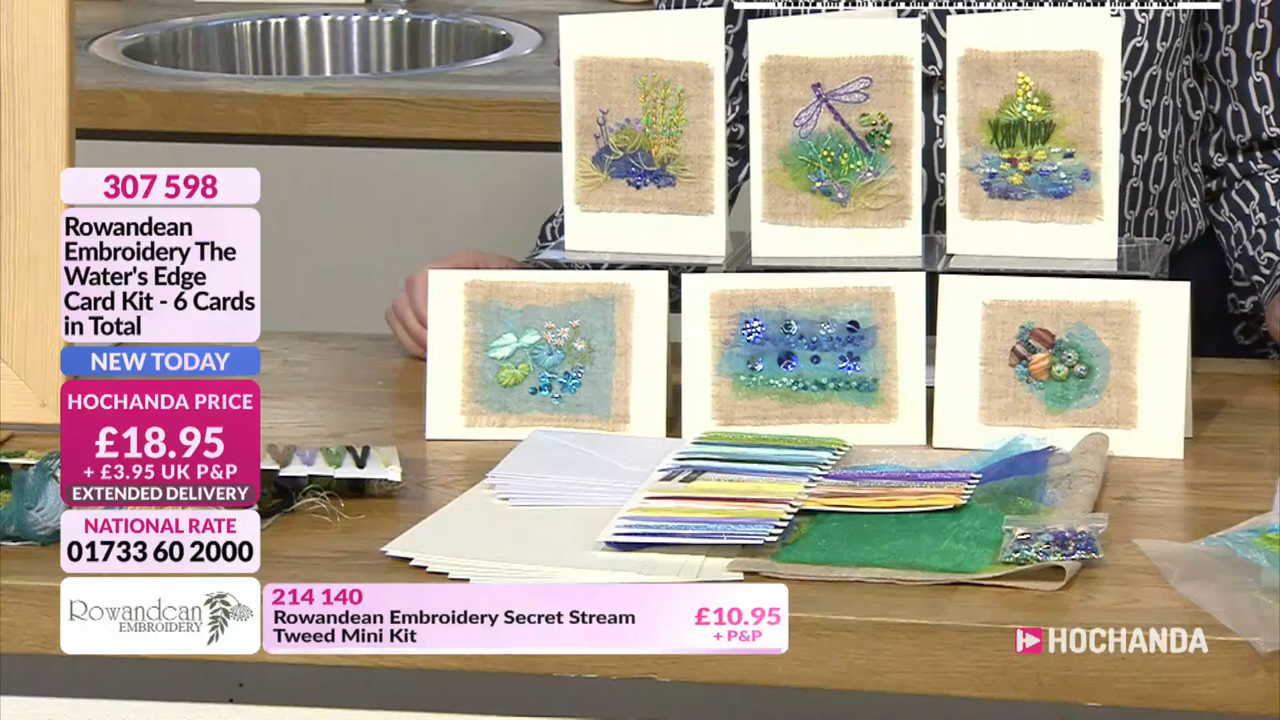 307 598
Rowandean
Embroidery The
Water's Edge
Card Kit - 6 Cards
in Total
NEW TODAY
HOCHANDA PRICE
£18.95
+ £3.95 UK P&P
EXTENDED DELIVERY
NATIONAL RATE
01733 60 2000
Rowandean
EMBROIDERY
214 140
Rowandean Embroidery Secret Stream
Tweed Mini Kit
£10.95
+ P&P
HOCHANDA